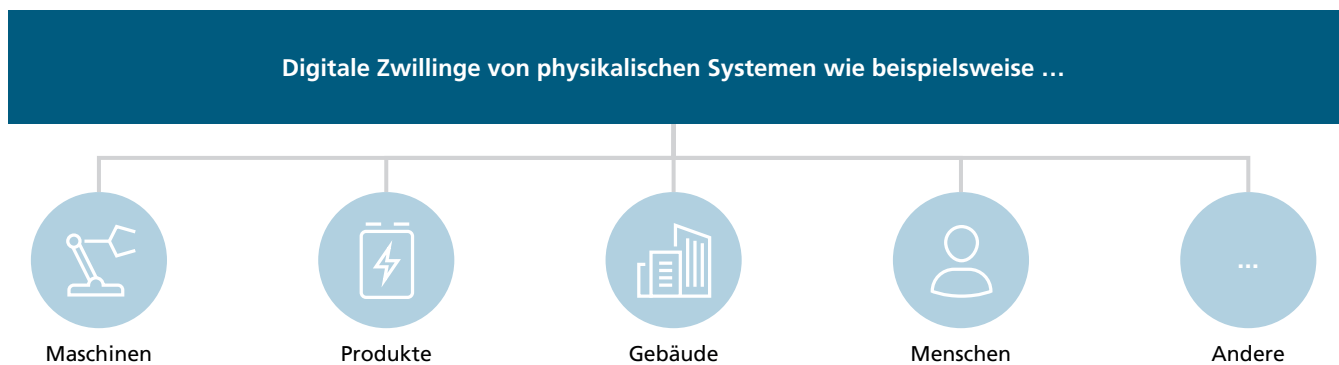 Digitale Zwillinge von physikalischen Systemen wie beispielsweise …
...
Maschinen
Produkte
Gebäude
Menschen
Andere